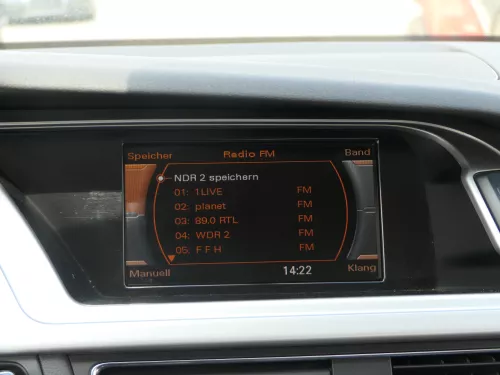 Speicher Radio FM Band
NDR 2 speichern
01: 1LIVE FM
02: planet FM
03: 89.0 RTL FM
04: WDR 2 FM
05: F F H FM
Manuell 14:22 Klang